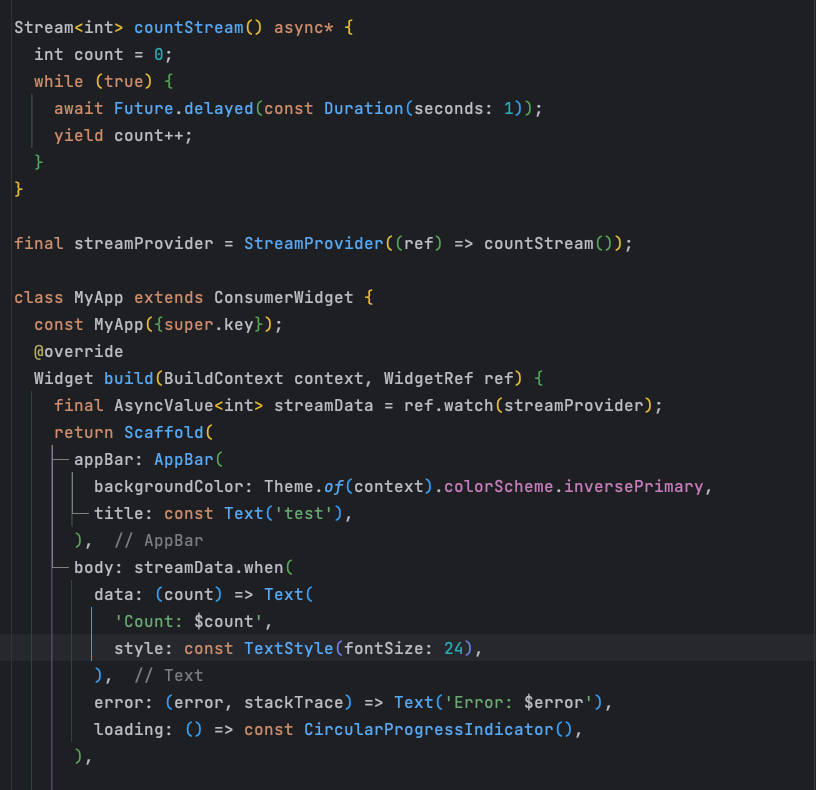 Stream<int> countStream() async* {
  int count = 0;
  while (true) {
    await Future.delayed(const Duration(seconds: 1));
    yield count++;
  }
}

final streamProvider = StreamProvider((ref) => countStream());

class MyApp extends ConsumerWidget {
  const MyApp({super.key});
  @override
  Widget build(BuildContext context, WidgetRef ref) {
    final AsyncValue<int> streamData = ref.watch(streamProvider);
    return Scaffold(
      appBar: AppBar(
        backgroundColor: Theme.of(context).colorScheme.inversePrimary,
        title: const Text('test'),
      ),  // AppBar
      body: streamData.when(
        data: (count) => Text(
          'Count: $count',
          style: const TextStyle(fontSize: 24),
        ),  // Text
        error: (error, stackTrace) => Text('Error: $error'),
        loading: () => const CircularProgressIndicator(),
      ),